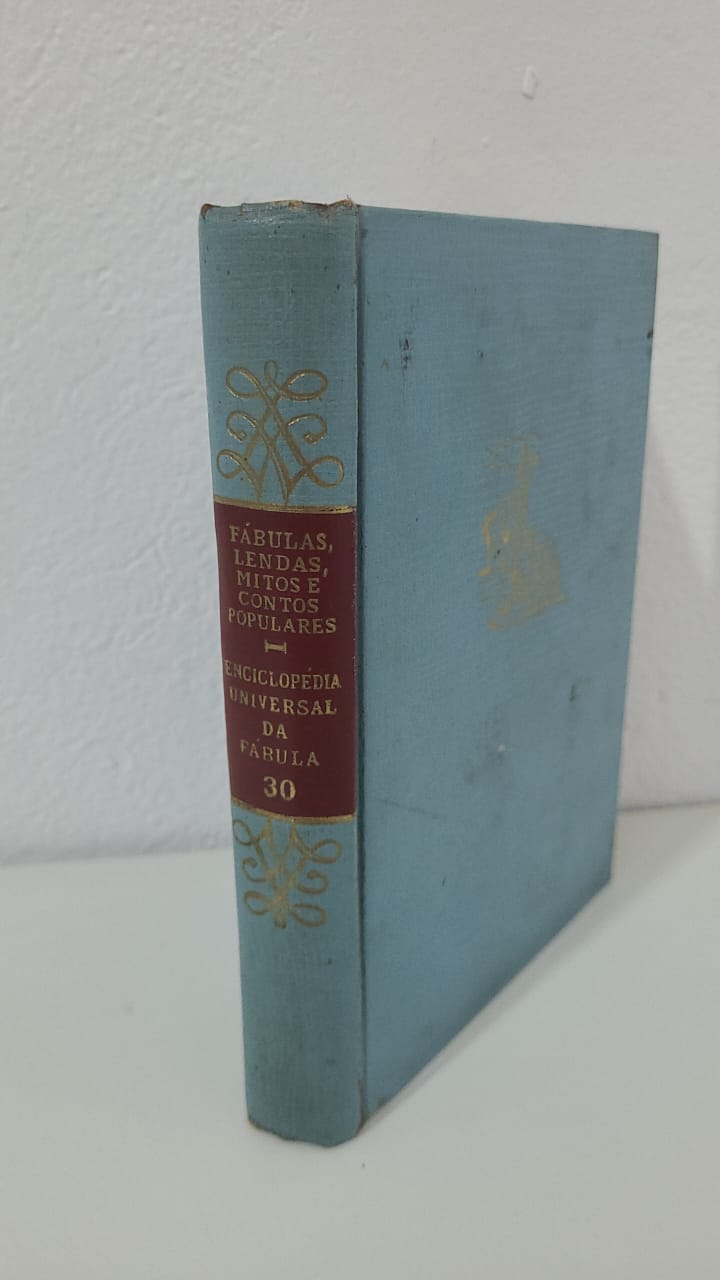 FÁBULAS,
LENDAS,
MITOS E
CONTOS
POPULARES
I
ENCICLOPÉDIA
UNIVERSAL
DA
FÁBULA
30